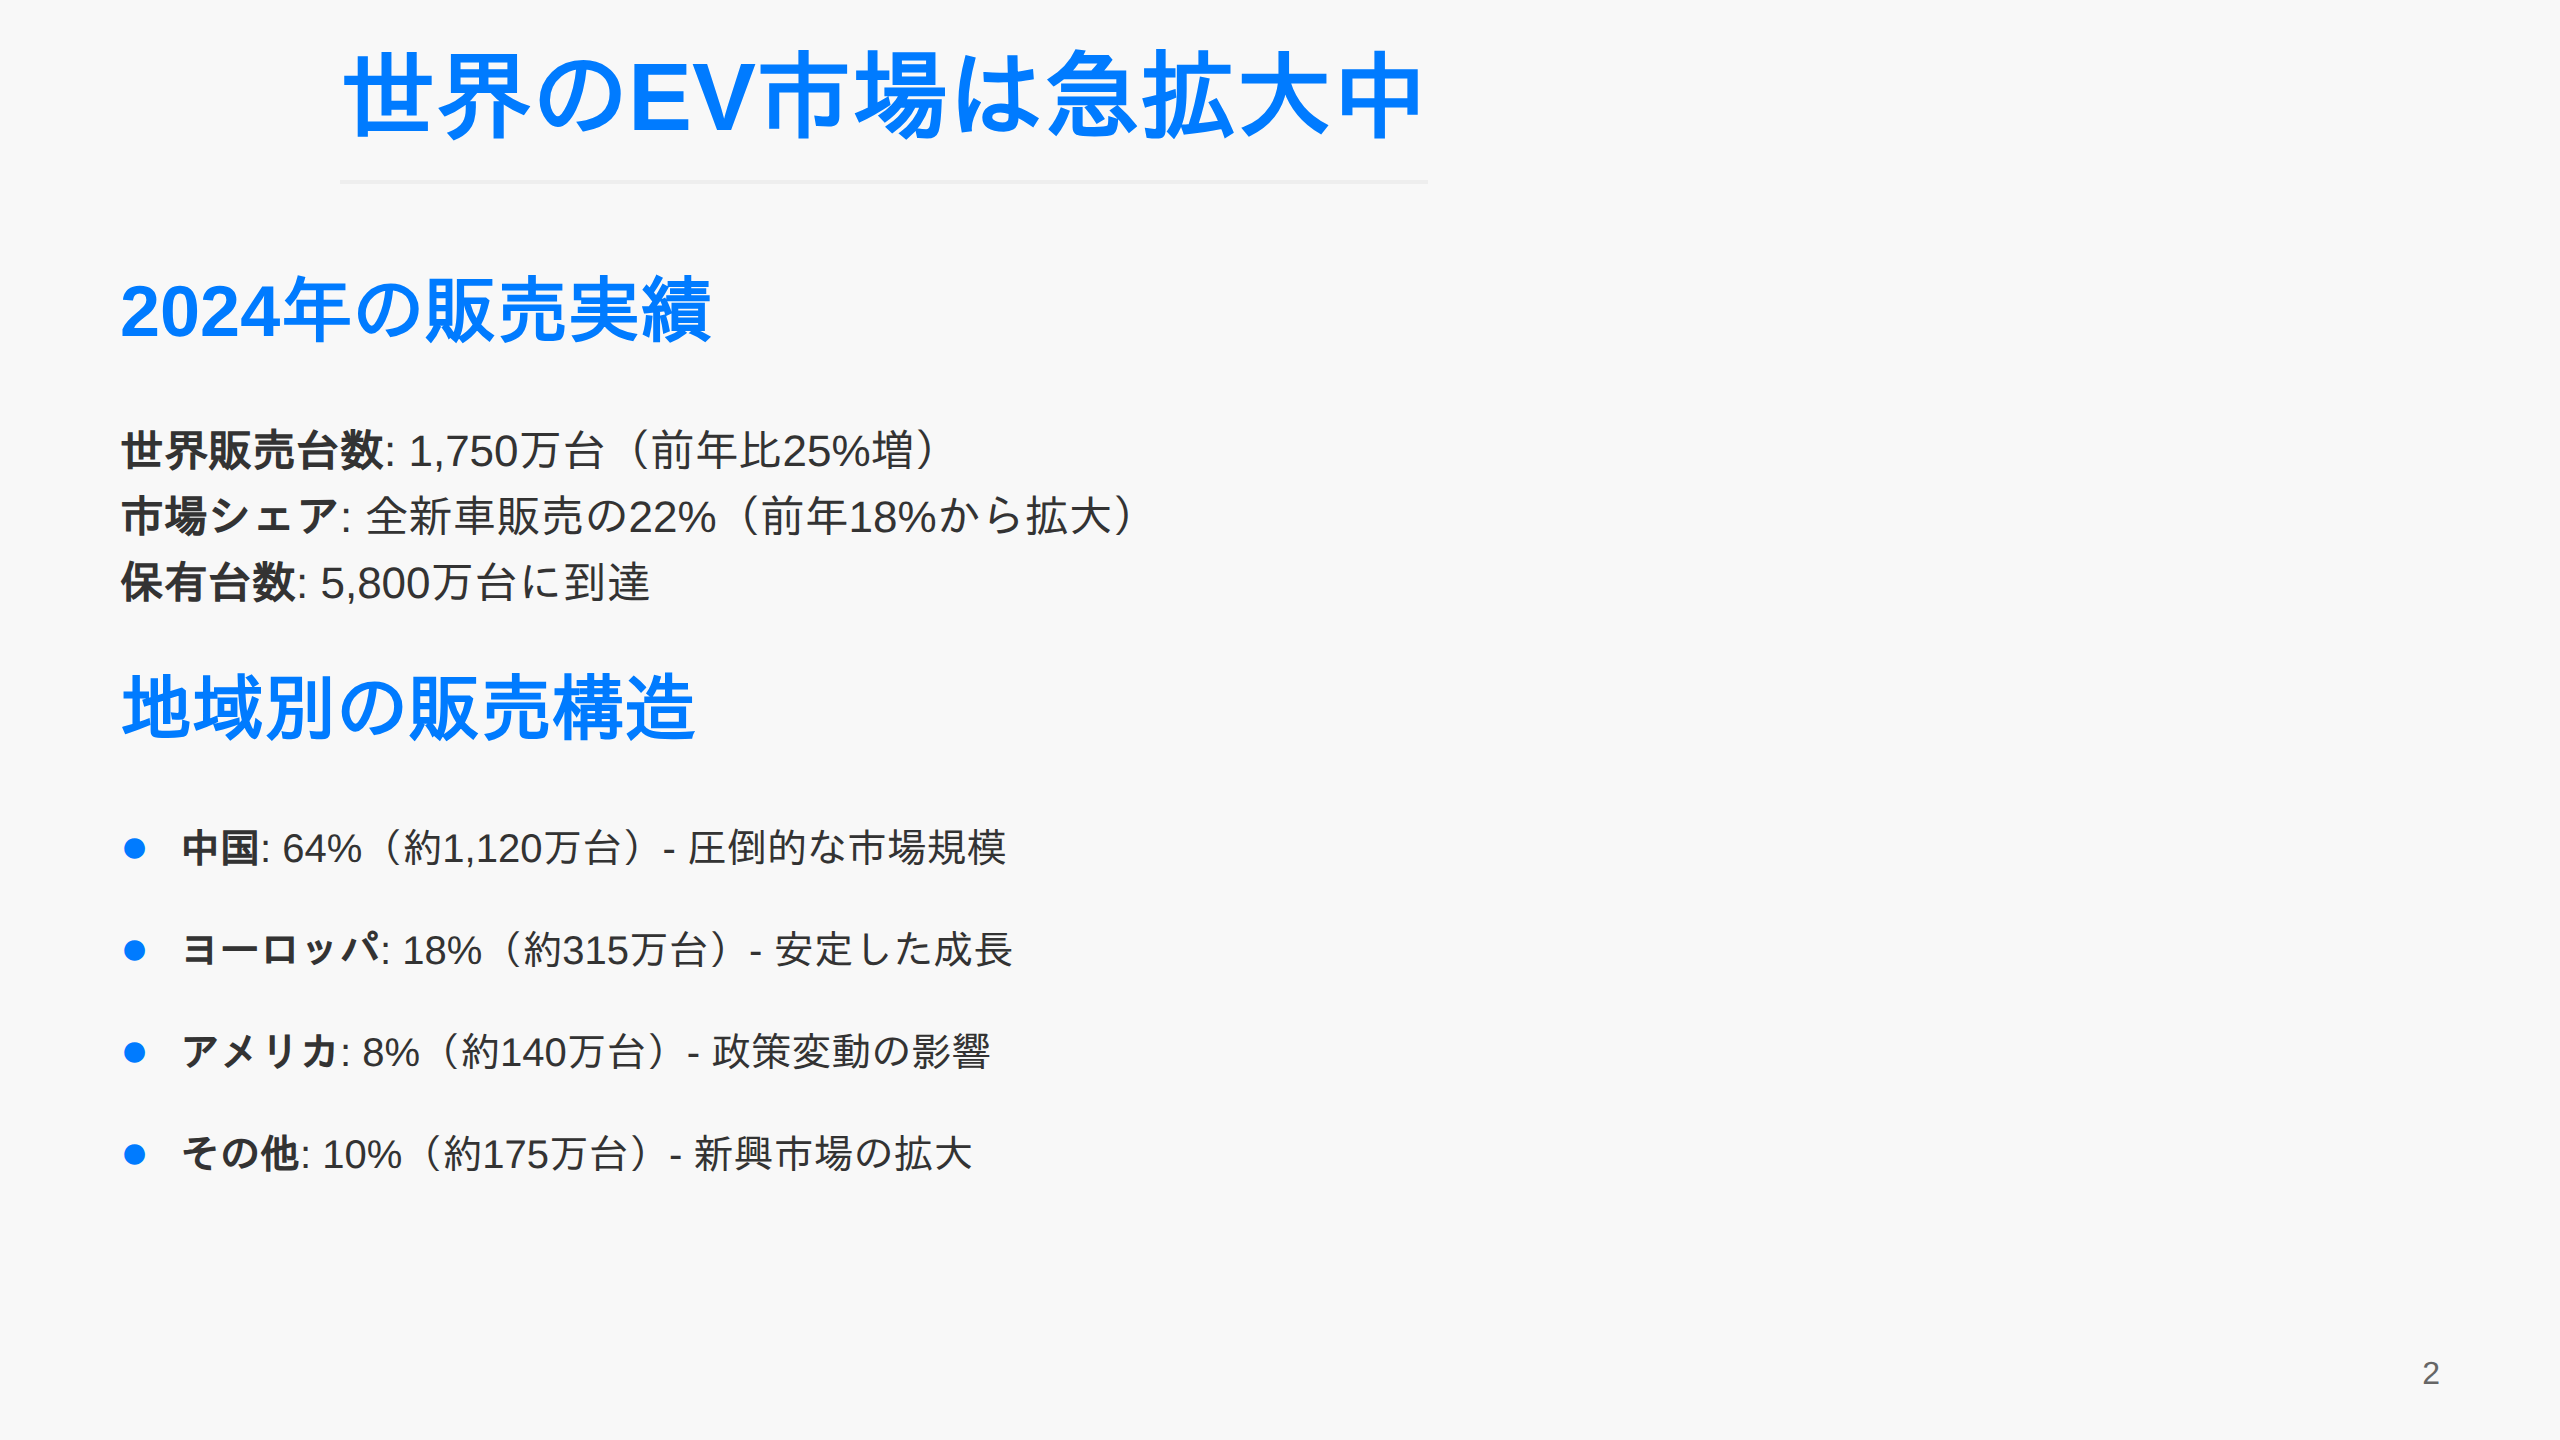 世界のEV市場は急拡大中
2024年の販売実績
世界販売台数: 1,750万台（前年比25%増）
市場シェア: 全新車販売の22%（前年18%から拡大）
保有台数: 5,800万台に到達
地域別の販売構造
● 中国: 64%（約1,120万台）- 圧倒的な市場規模
● ヨーロッパ: 18%（約315万台）- 安定した成長
● アメリカ: 8%（約140万台）- 政策変動の影響
● その他: 10%（約175万台）- 新興市場の拡大
2